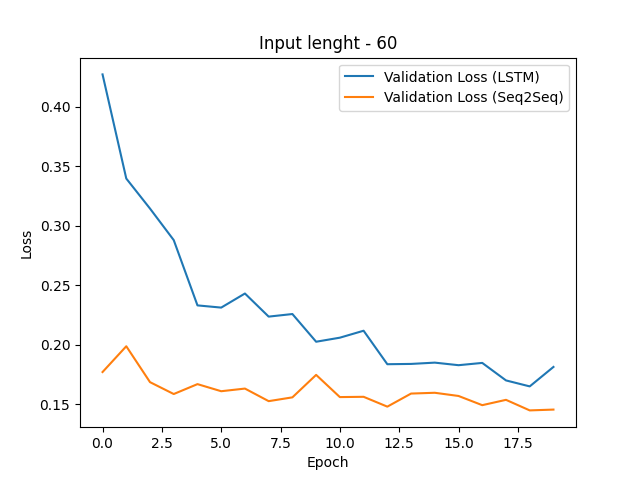 Input lenght - 60
Validation Loss (LSTM)
Validation Loss (Seq2Seq)
Loss
0.40
0.35
0.30
0.25
0.20
0.15
0.0 2.5 5.0 7.5 10.0 12.5 15.0 17.5
Epoch